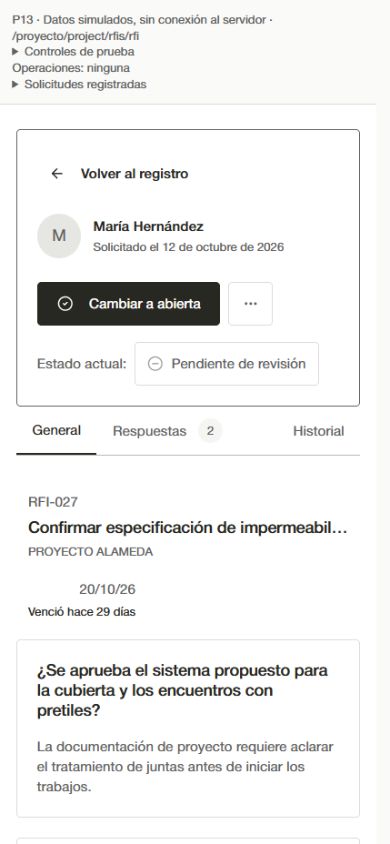 P13 · Datos simulados, sin conexión al servidor ·
/proyecto/project/rfis/rfi
▶ Controles de prueba
Operaciones: ninguna
▶ Solicitudes registradas
← Volver al registro
M
María Hernández
Solicitado el 12 de octubre de 2026
Cambiar a abierta
...
Estado actual:
Pendiente de revisión
General
Respuestas
2
Historial
RFI-027
Confirmar especificación de impermeabil...
PROYECTO ALAMEDA
20/10/26
Venció hace 29 días
¿Se aprueba el sistema propuesto para
la cubierta y los encuentros con
pretiles?
La documentación de proyecto requiere aclarar
el tratamiento de juntas antes de iniciar los
trabajos.